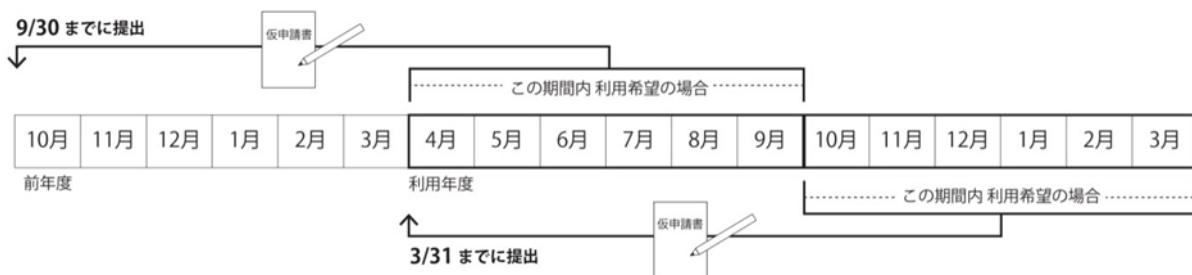 9/30 までに提出
仮申請書
この期間内 利用希望の場合
10月 11月 12月 1月 2月 3月 4月 5月 6月 7月 8月 9月 10月 11月 12月 1月 2月 3月
前年度
利用年度
この期間内 利用希望の場合
仮申請書
3/31 までに提出